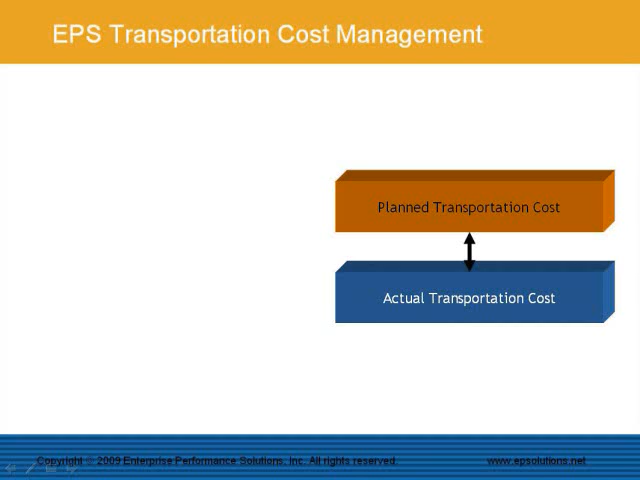 EPS Transportation Cost Management
Planned Transportation Cost
Actual Transportation Cost
Copyright © 2009 Enterprise Performance Solutions, Inc. All rights reserved.
www.epsolutions.net